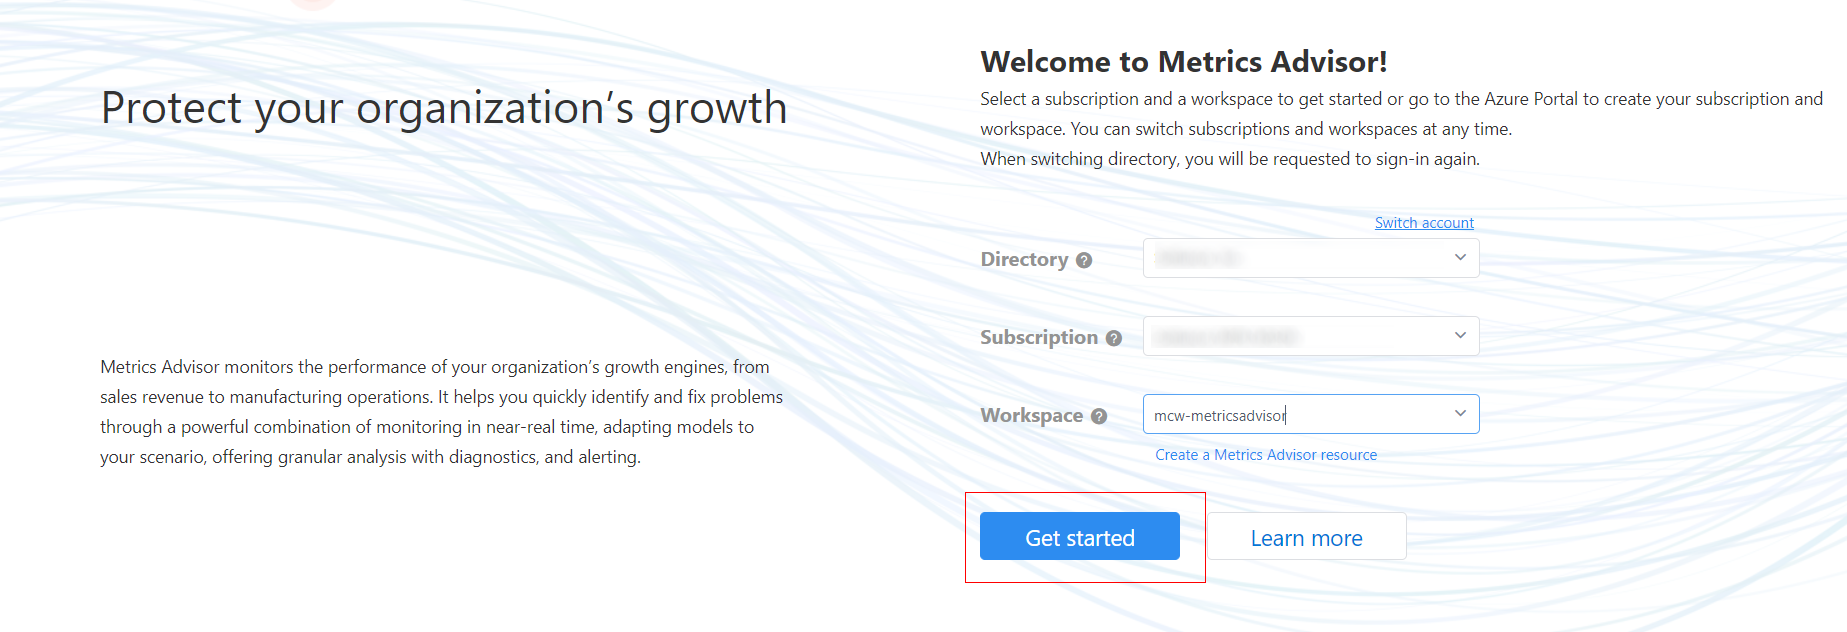 Protect your organization’s growth
Metrics Advisor monitors the performance of your organization’s growth engines, from
sales revenue to manufacturing operations. It helps you quickly identify and fix problems
through a powerful combination of monitoring in near-real time, adapting models to
your scenario, offering granular analysis with diagnostics, and alerting.
Welcome to Metrics Advisor!
Select a subscription and a workspace to get started or go to the Azure Portal to create your subscription and
workspace. You can switch subscriptions and workspaces at any time.
When switching directory, you will be requested to sign-in again.
Switch account
Directory ?
Subscription ?
Workspace ? mcw-metricsadvisor
Create a Metrics Advisor resource
Get started Learn more